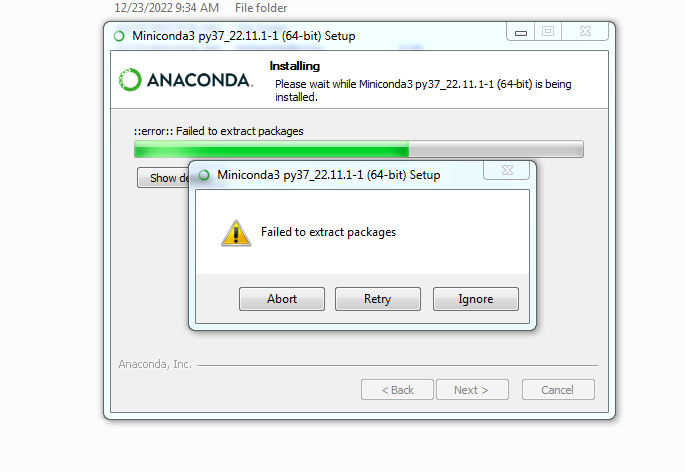 12/23/2022 9:34 AM File folder
Miniconda3 py37_22.11.1-1 (64-bit) Setup
ANACONDA.
Installing
Please wait while Miniconda3 py37_22.11.1-1 (64-bit) is being
installed.
::error:: Failed to extract packages
Show de
Miniconda3 py37_22.11.1-1 (64-bit) Setup
Failed to extract packages
Abort Retry Ignore
Anaconda, Inc.
< Back Next > Cancel